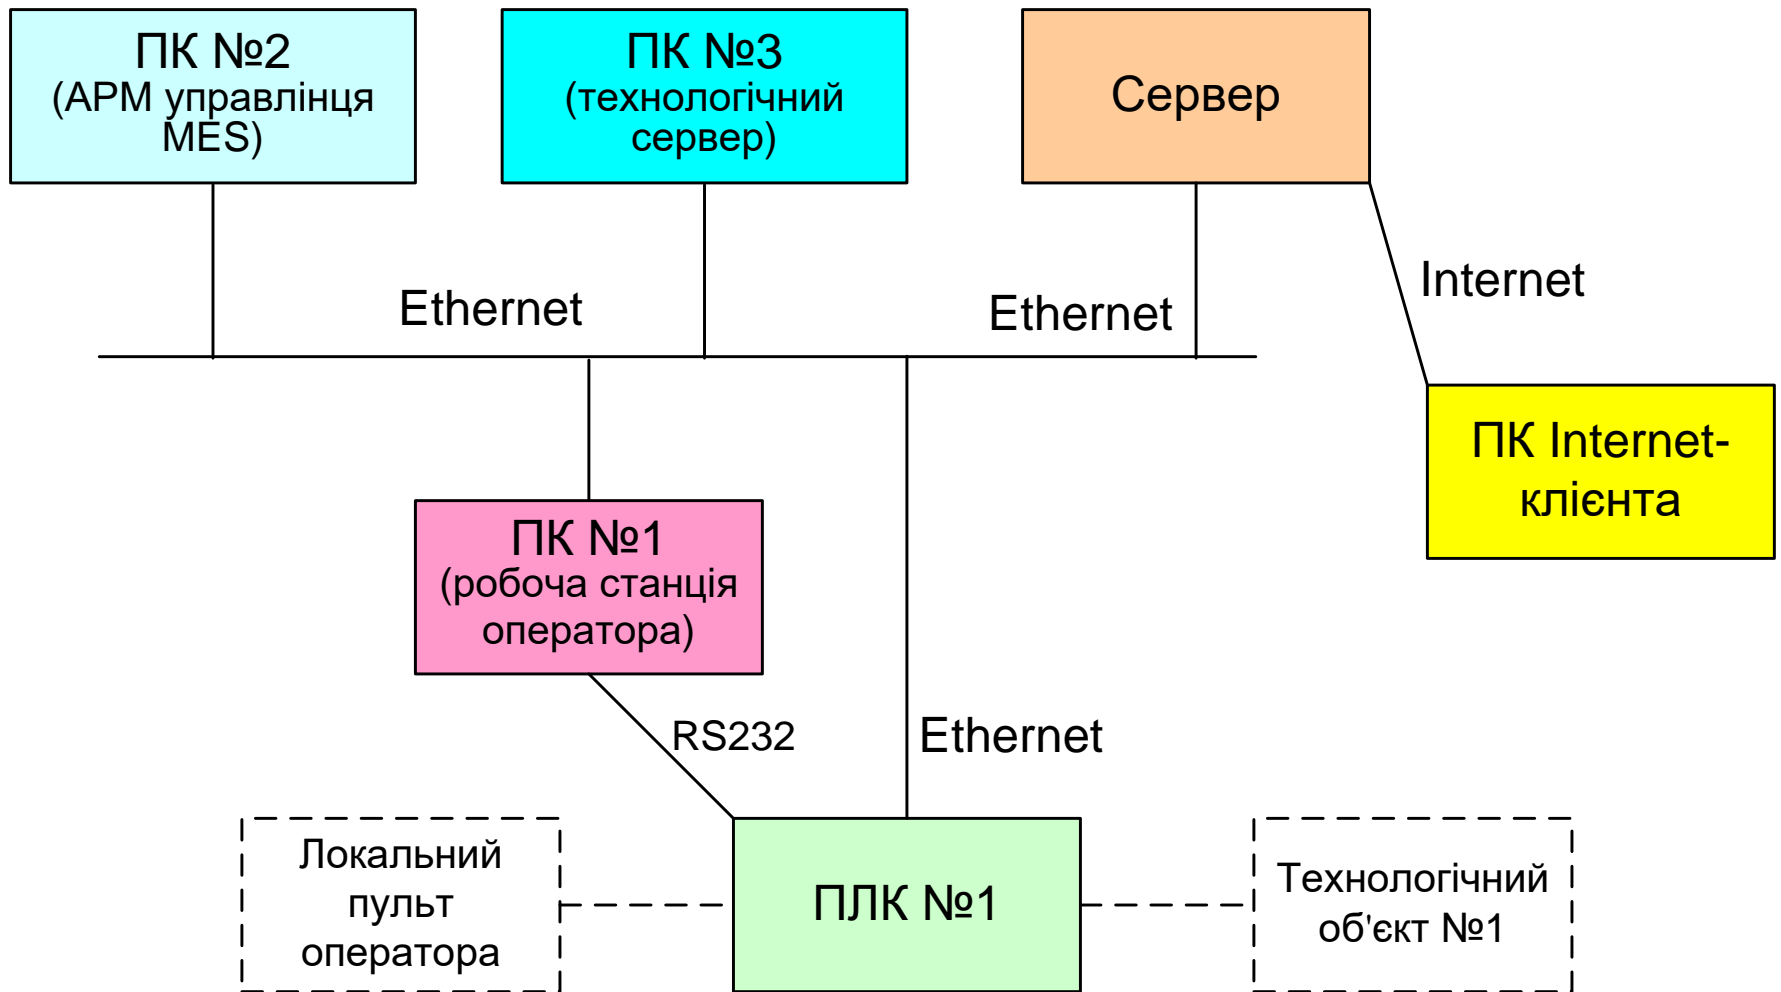 ПК №2
(АРМ управлінця
MES)
ПК №3
(технологічний
сервер)
Сервер
Ethernet
Ethernet
Internet
ПК Internet-
клієнта
ПК №1
(робоча станція
оператора)
RS232
Ethernet
Локальний
пульт
оператора
ПЛК №1
Технологічний
об'єкт №1